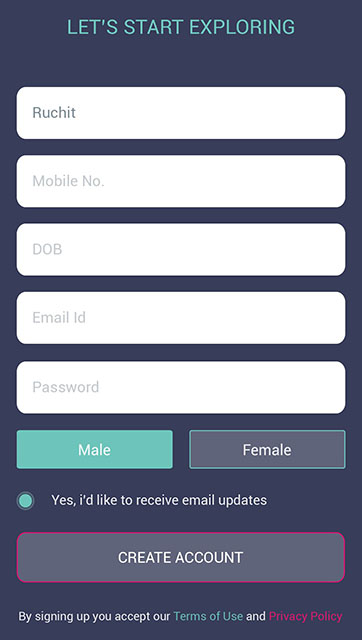 LET'S START EXPLORING
Ruchit
Mobile No.
DOB
Email Id
Password
Male Female
Yes, i'd like to receive email updates
CREATE ACCOUNT
By signing up you accept our Terms of Use and Privacy Policy